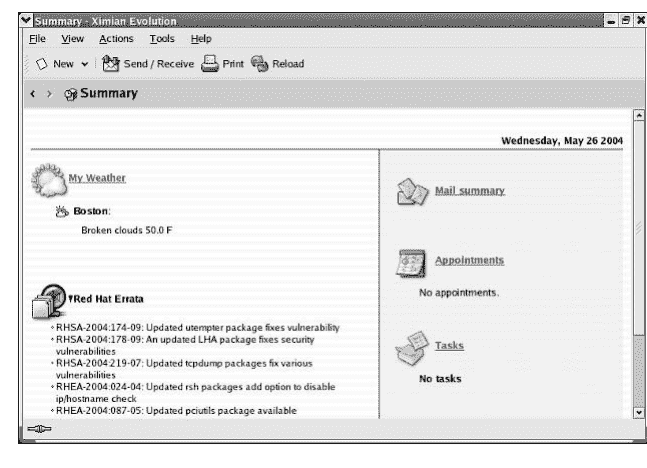 Summary - Ximian Evolution
File View Actions Tools Help
New Send / Receive Print Reload
Summary
Wednesday, May 26 2004
My Weather
Boston:
Broken clouds 50.0 F
Red Hat Errata
RHSA-2004:174-09: Updated utempter package fixes vulnerability
RHSA-2004:178-09: An updated LHA package fixes security
vulnerabilities
RHSA-2004:219-07: Updated tcpdump packages fix various
vulnerabilities
RHEA-2004:024-04: Updated rsh packages add option to disable
ip/hostname check
RHEA-2004:087-05: Updated pciutils package available
Mail summary
Appointments
No appointments.
Tasks
No tasks